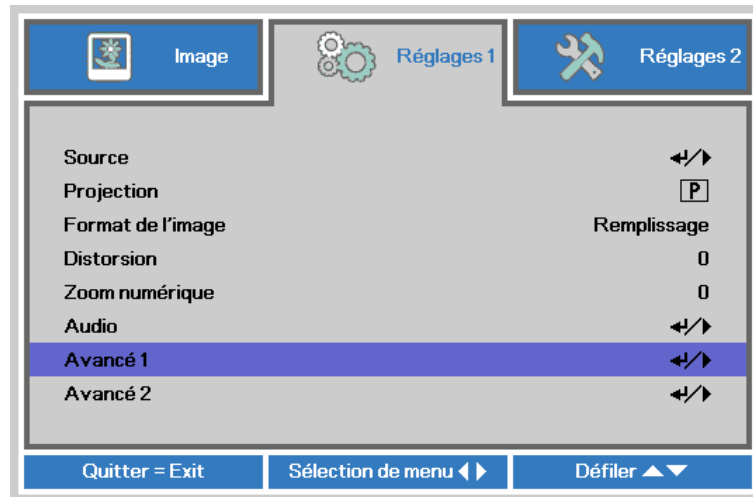 Image Réglages 1 Réglages 2
Source
Projection P
Format de l'image Remplissage
Distorsion 0
Zoom numérique 0
Audio
Avancé 1
Avancé 2
Quitter = Exit Sélection de menu Défiler